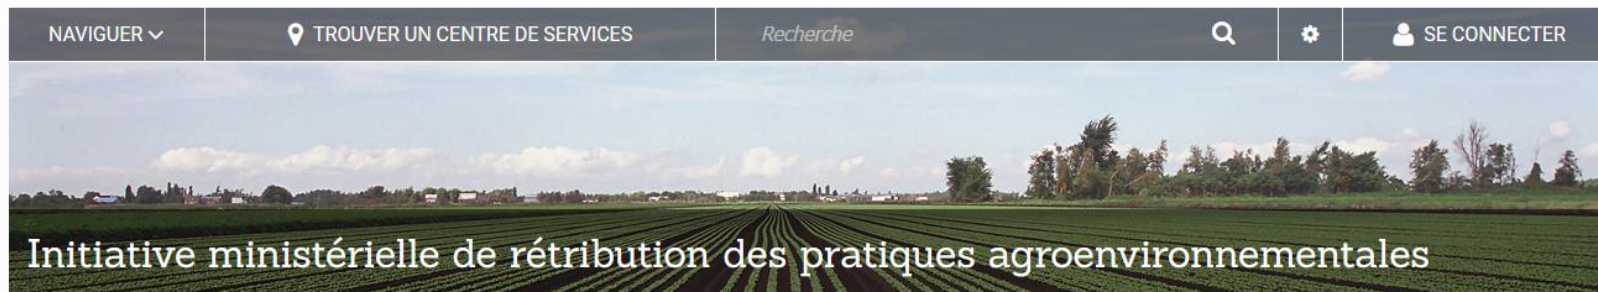 NAVIGUER
TROUVER UN CENTRE DE SERVICES
Recherche
SE CONNECTER
Initiative ministérielle de rétribution des pratiques agroenvironnementales